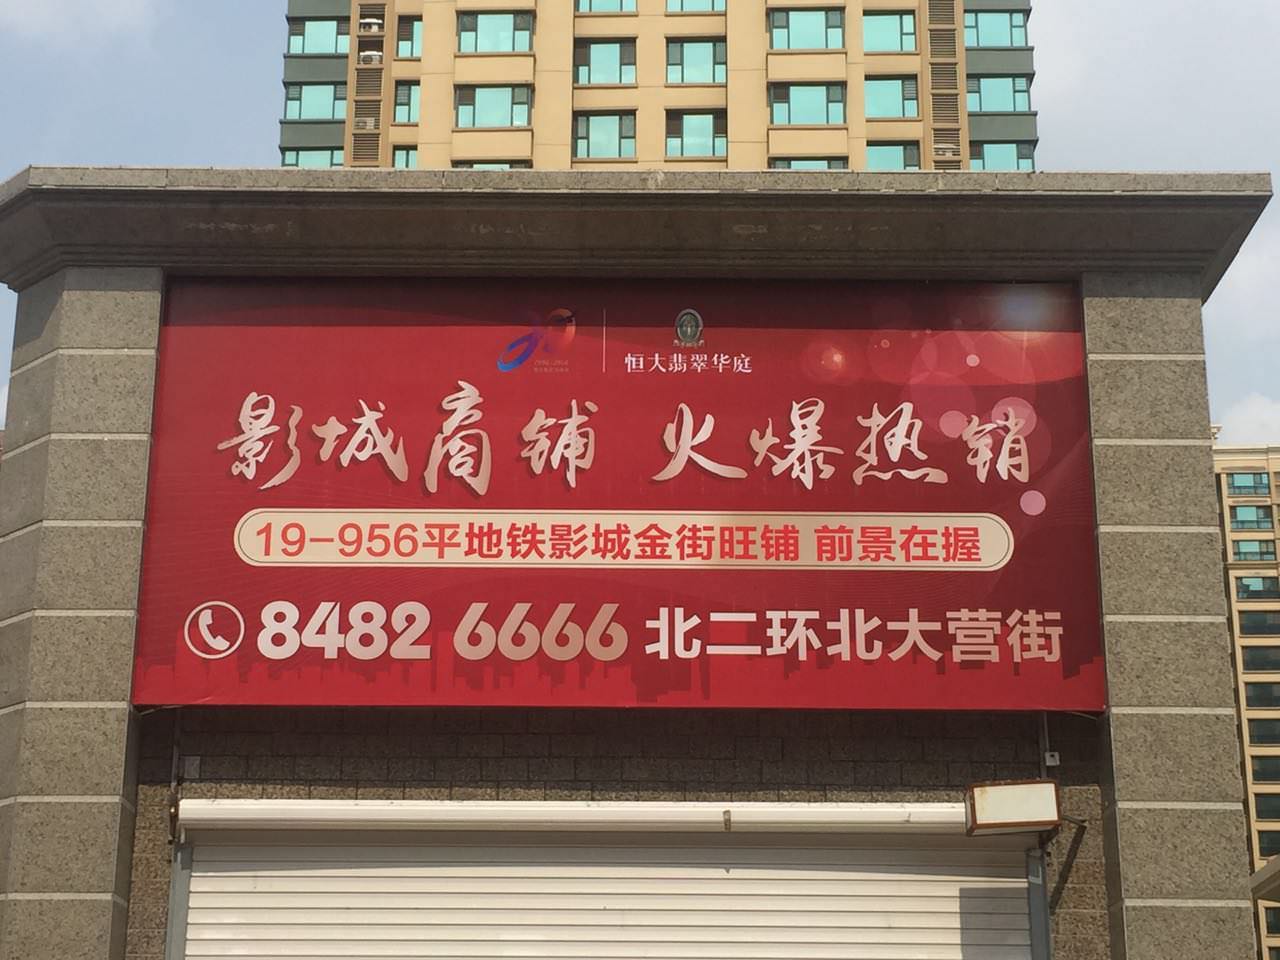 恒大翡翠华庭
影城商铺 火爆热销
19-956平地铁影城金街旺铺 前景在握
8482 6666 北二环北大营街